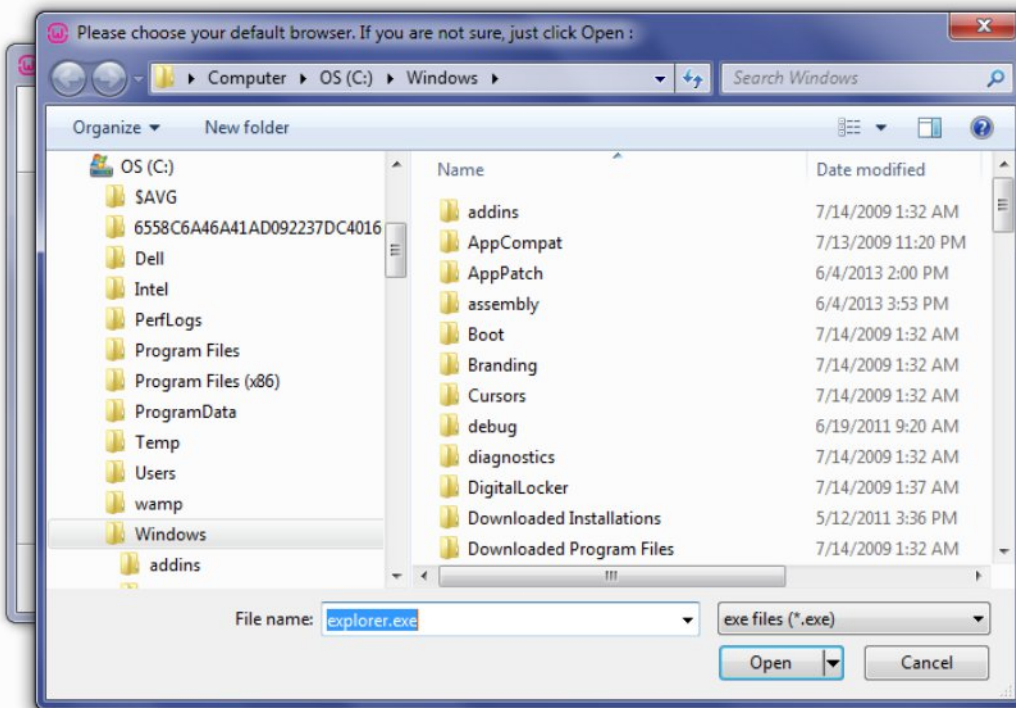 Please choose your default browser. If you are not sure, just click Open :
Computer OS (C:) Windows
Search Windows
Organize New folder
OS (C:)
$AVG
6558C6A46A41AD092237DC4016
Dell
Intel
PerfLogs
Program Files
Program Files (x86)
ProgramData
Temp
Users
wamp
Windows
addins
Name Date modified
addins 7/14/2009 1:32 AM
AppCompat 7/13/2009 11:20 PM
AppPatch 6/4/2013 2:00 PM
assembly 6/4/2013 3:53 PM
Boot 7/14/2009 1:32 AM
Branding 7/14/2009 1:32 AM
Cursors 7/14/2009 1:32 AM
debug 6/19/2011 9:20 AM
diagnostics 7/14/2009 1:32 AM
DigitalLocker 7/14/2009 1:37 AM
Downloaded Installations 5/12/2011 3:36 PM
Downloaded Program Files 7/14/2009 1:32 AM
File name: explorer.exe exe files (*.exe)
Open Cancel